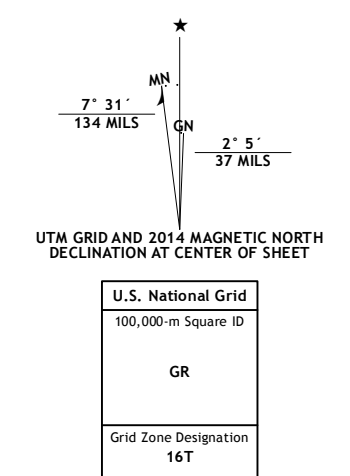 ★
MN
7° 31´
134 MILS
GN
2° 5´
37 MILS
UTM GRID AND 2014 MAGNETIC NORTH
DECLINATION AT CENTER OF SHEET
U.S. National Grid
100,000-m Square ID
GR
Grid Zone Designation
16T